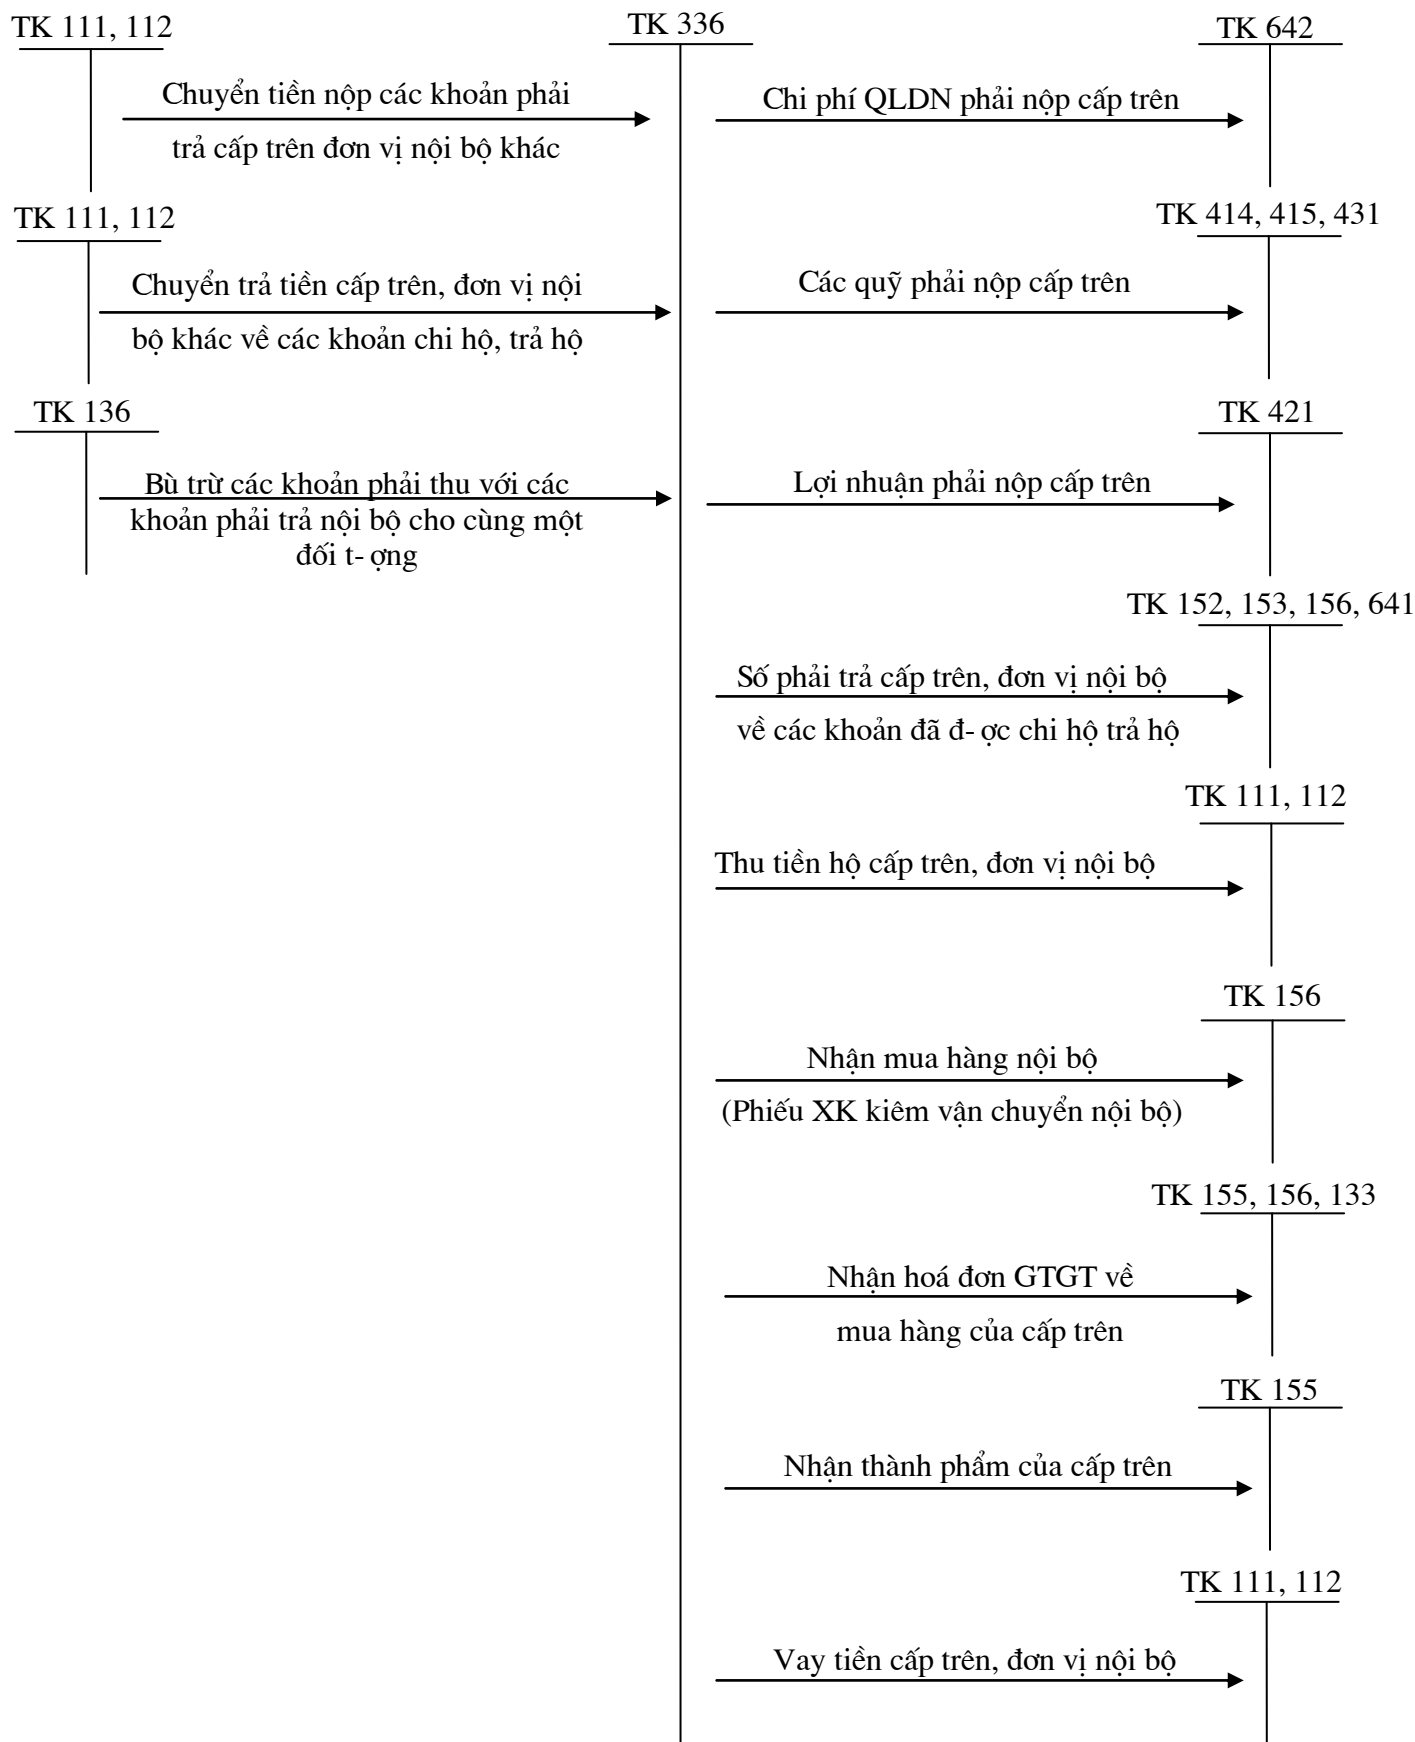 TK 111, 112
TK 336
TK 642
Chuyển tiền nộp các khoản phải
trả cấp trên đơn vị nội bộ khác
Chi phí QLDN phải nộp cấp trên
TK 111, 112
TK 414, 415, 431
Chuyển trả tiền cấp trên, đơn vị nội
bộ khác về các khoản chi hộ, trả hộ
Các quỹ phải nộp cấp trên
TK 136
TK 421
Bù trừ các khoản phải thu với các
khoản phải trả nội bộ cho cùng một
đối t- ợng
Lợi nhuận phải nộp cấp trên
TK 152, 153, 156, 641
Số phải trả cấp trên, đơn vị nội bộ
về các khoản đã đ- ợc chi hộ trả hộ
TK 111, 112
Thu tiền hộ cấp trên, đơn vị nội bộ
TK 156
Nhận mua hàng nội bộ
(Phiếu XK kiêm vận chuyển nội bộ)
TK 155, 156, 133
Nhận hoá đơn GTGT về
mua hàng của cấp trên
TK 155
Nhận thành phẩm của cấp trên
TK 111, 112
Vay tiền cấp trên, đơn vị nội bộ